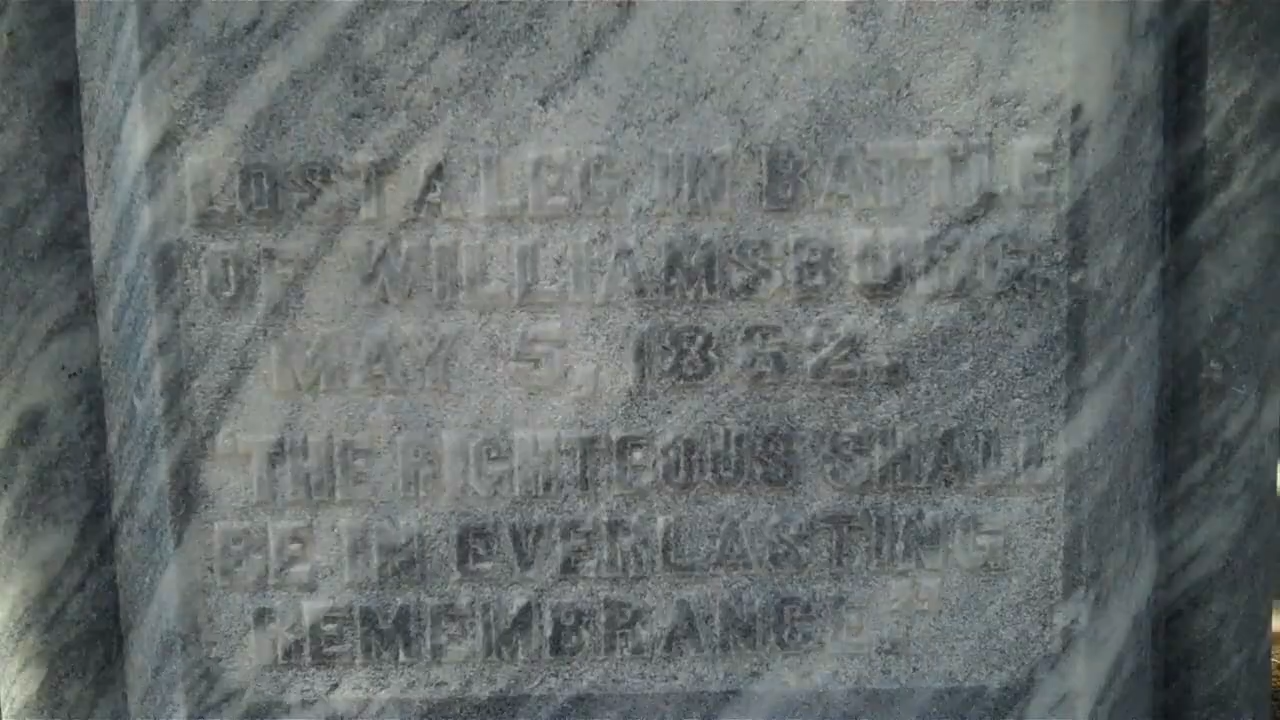 LOST A LEG IN BATTLE
OF WILLIAMSBURG
MAY 5, 1862.
"THE RIGHTEOUS SHALL
BE IN EVERLASTING
REMEMBRANCE."